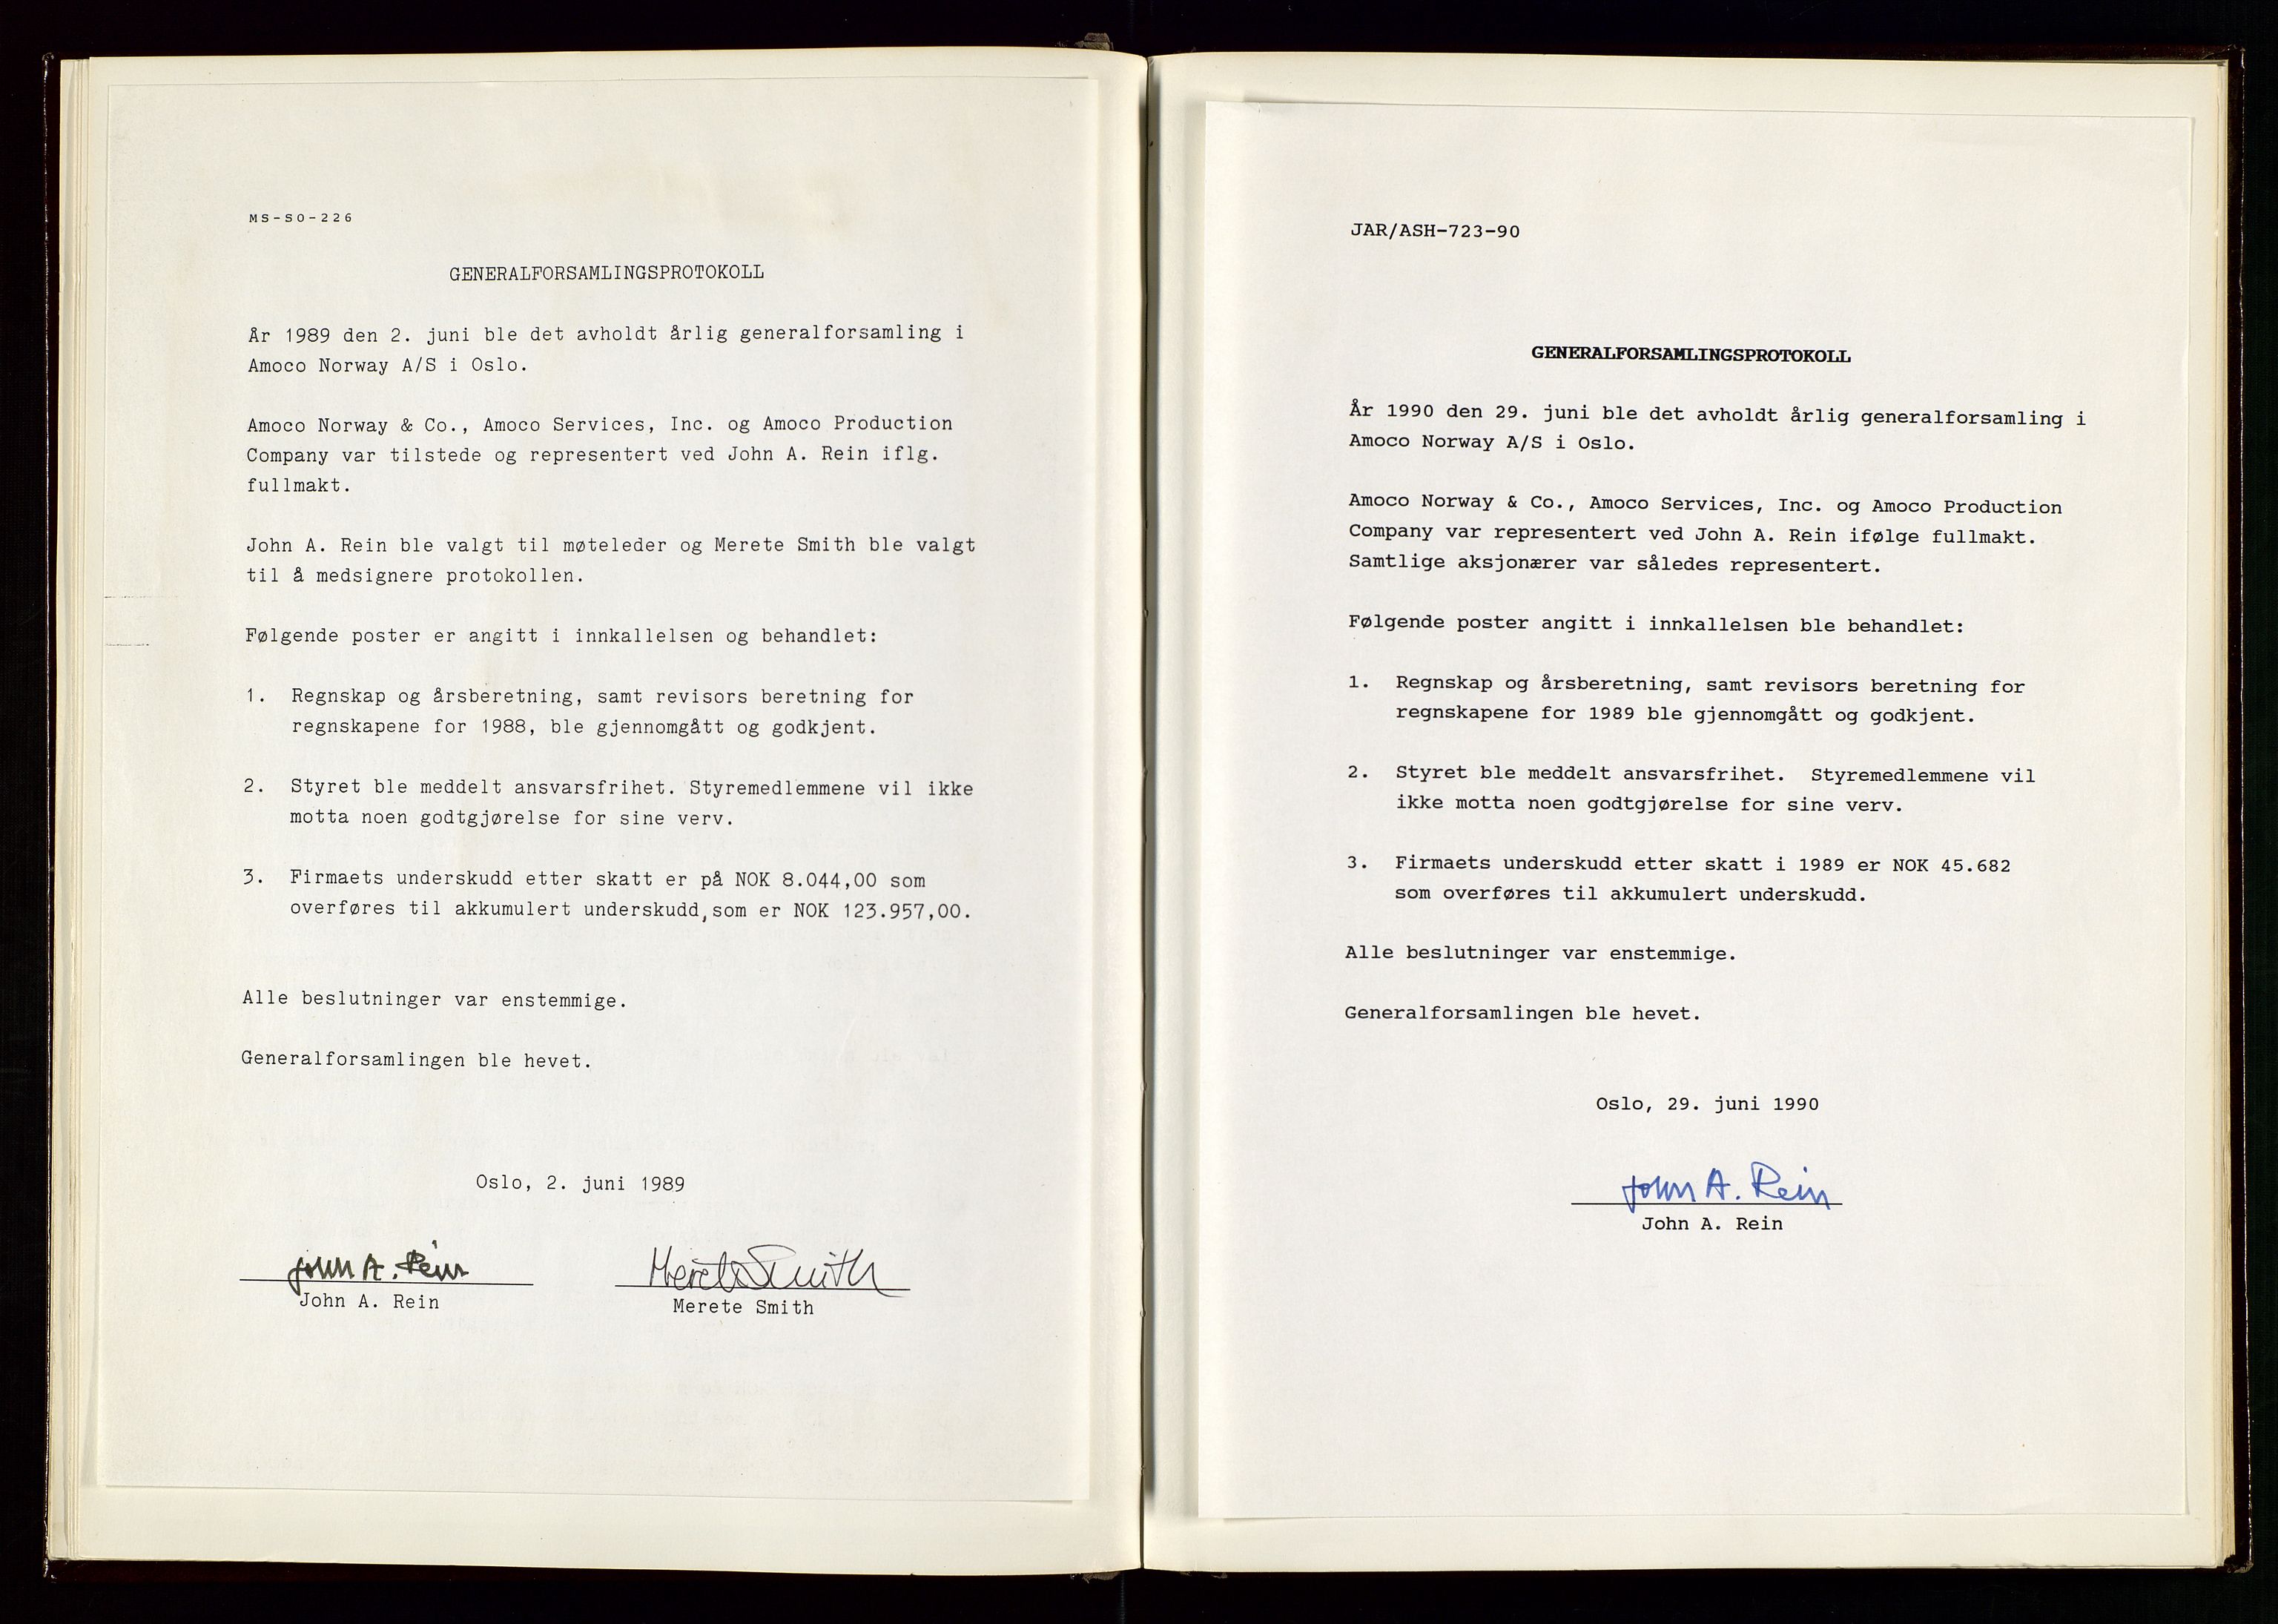 MS-SO-226
GENERALFORSAMLINGSPROTOKOLL
År 1989 den 2. juni ble det avholdt årlig generalforsamling i
Amoco Norway A/S i Oslo.
Amoco Norway & Co., Amoco Services, Inc. og Amoco Production
Company var tilstede og representert ved John A. Rein iflg.
fullmakt.
John A. Rein ble valgt til møteleder og Merete Smith ble valgt
til å medsignere protokollen.
Følgende poster er angitt i innkallelsen og behandlet:
1. Regnskap og årsberetning, samt revisors beretning for
regnskapene for 1988, ble gjennomgått og godkjent.
2. Styret ble meddelt ansvarsfrihet. Styremedlemmene vil ikke
motta noen godtgjørelse for sine verv.
3. Firmaets underskudd etter skatt er på NOK 8.044,00 som
overføres til akkumulert underskudd, som er NOK 123.957,00.
Alle beslutninger var enstemmige.
Generalforsamlingen ble hevet.
Oslo, 2. juni 1989
John A. Rein Merete Smith
John A. Rein Merete Smith
JAR/ASH-723-90
GENERALFORSAMLINGSPROTOKOLL
År 1990 den 29. juni ble det avholdt årlig generalforsamling i
Amoco Norway A/S i Oslo.
Amoco Norway & Co., Amoco Services, Inc. og Amoco Production
Company var representert ved John A. Rein ifølge fullmakt.
Samtlige aksjonærer var således representert.
Følgende poster angitt i innkallelsen ble behandlet:
1. Regnskap og årsberetning, samt revisors beretning for
regnskapene for 1989 ble gjennomgått og godkjent.
2. Styret ble meddelt ansvarsfrihet. Styremedlemmene vil
ikke motta noen godtgjørelse for sine verv.
3. Firmaets underskudd etter skatt i 1989 er NOK 45.682
som overføres til akkumulert underskudd.
Alle beslutninger var enstemmige.
Generalforsamlingen ble hevet.
Oslo, 29. juni 1990
John A. Rein
John A. Rein